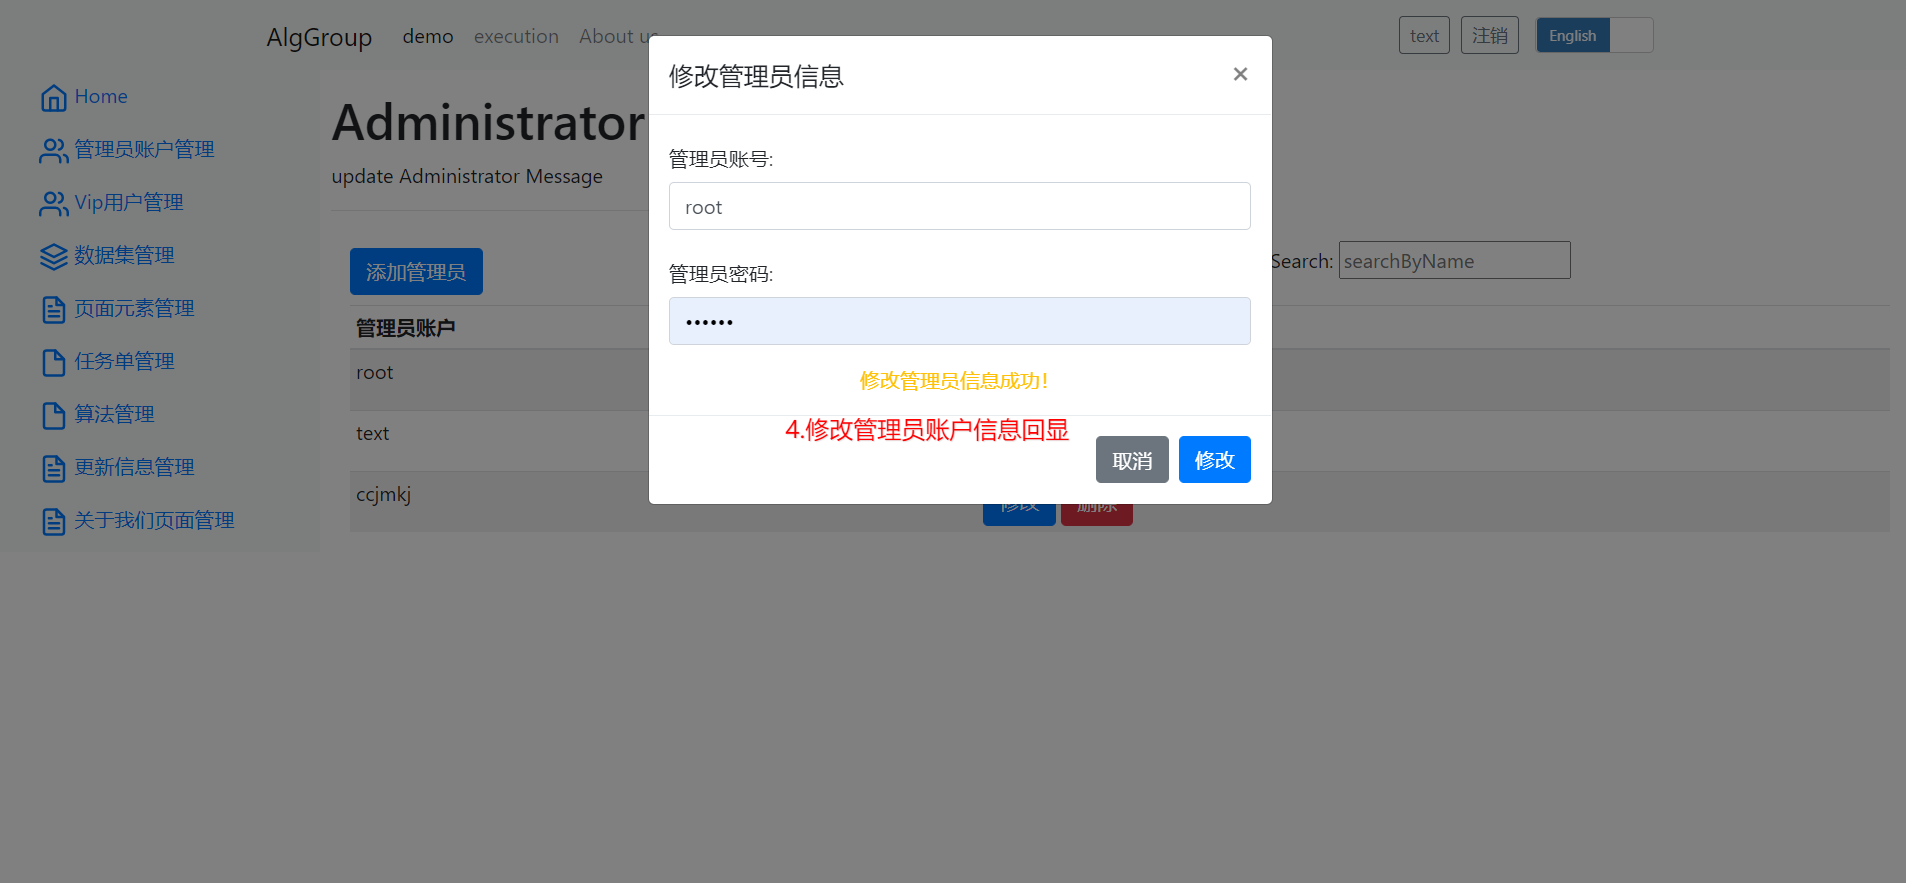 AlgGroup demo execution About us
text 注销 English
修改管理员信息 ×
Home
管理员账户管理
Vip用户管理
数据集管理
页面元素管理
任务单管理
算法管理
更新信息管理
关于我们页面管理
Administrator
update Administrator Message
添加管理员
Search: searchByName
管理员账户
root
text
ccjmkj
修改 删除
管理员账号:
root
管理员密码:
••••••
修改管理员信息成功!
4.修改管理员账户信息回显
取消 修改